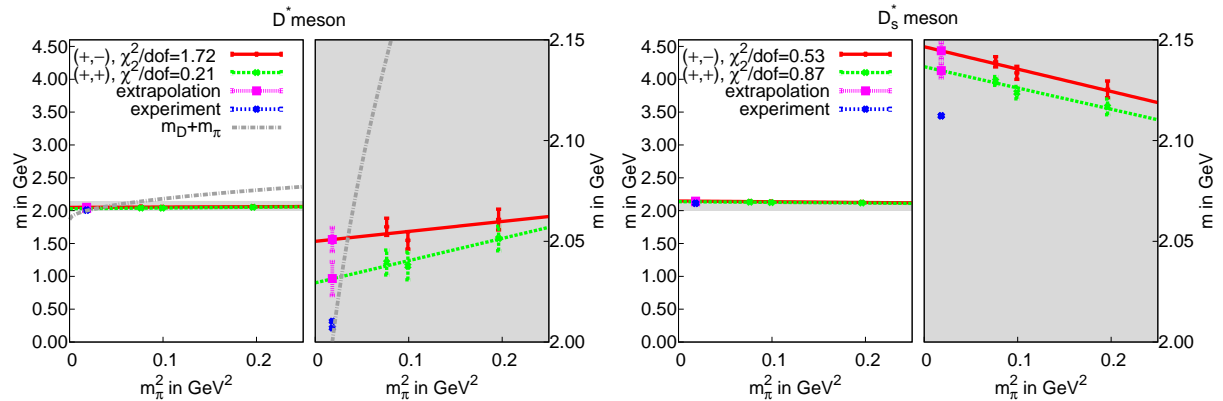 D* meson
4.50
4.00
3.50
3.00
2.50
2.00
1.50
1.00
0.50
0.00
m in GeV
(+,−), χ²/dof=1.72
(+,+), χ²/dof=0.21
extrapolation
experiment
m_D+m_π
0
0.1
0.2
m_π² in GeV²
2.15
2.10
2.05
2.00
m in GeV
0
0.1
0.2
m_π² in GeV²
D_s* meson
4.50
4.00
3.50
3.00
2.50
2.00
1.50
1.00
0.50
0.00
m in GeV
(+,−), χ²/dof=0.53
(+,+), χ²/dof=0.87
extrapolation
experiment
0
0.1
0.2
m_π² in GeV²
2.15
2.10
2.05
2.00
m in GeV
0
0.1
0.2
m_π² in GeV²